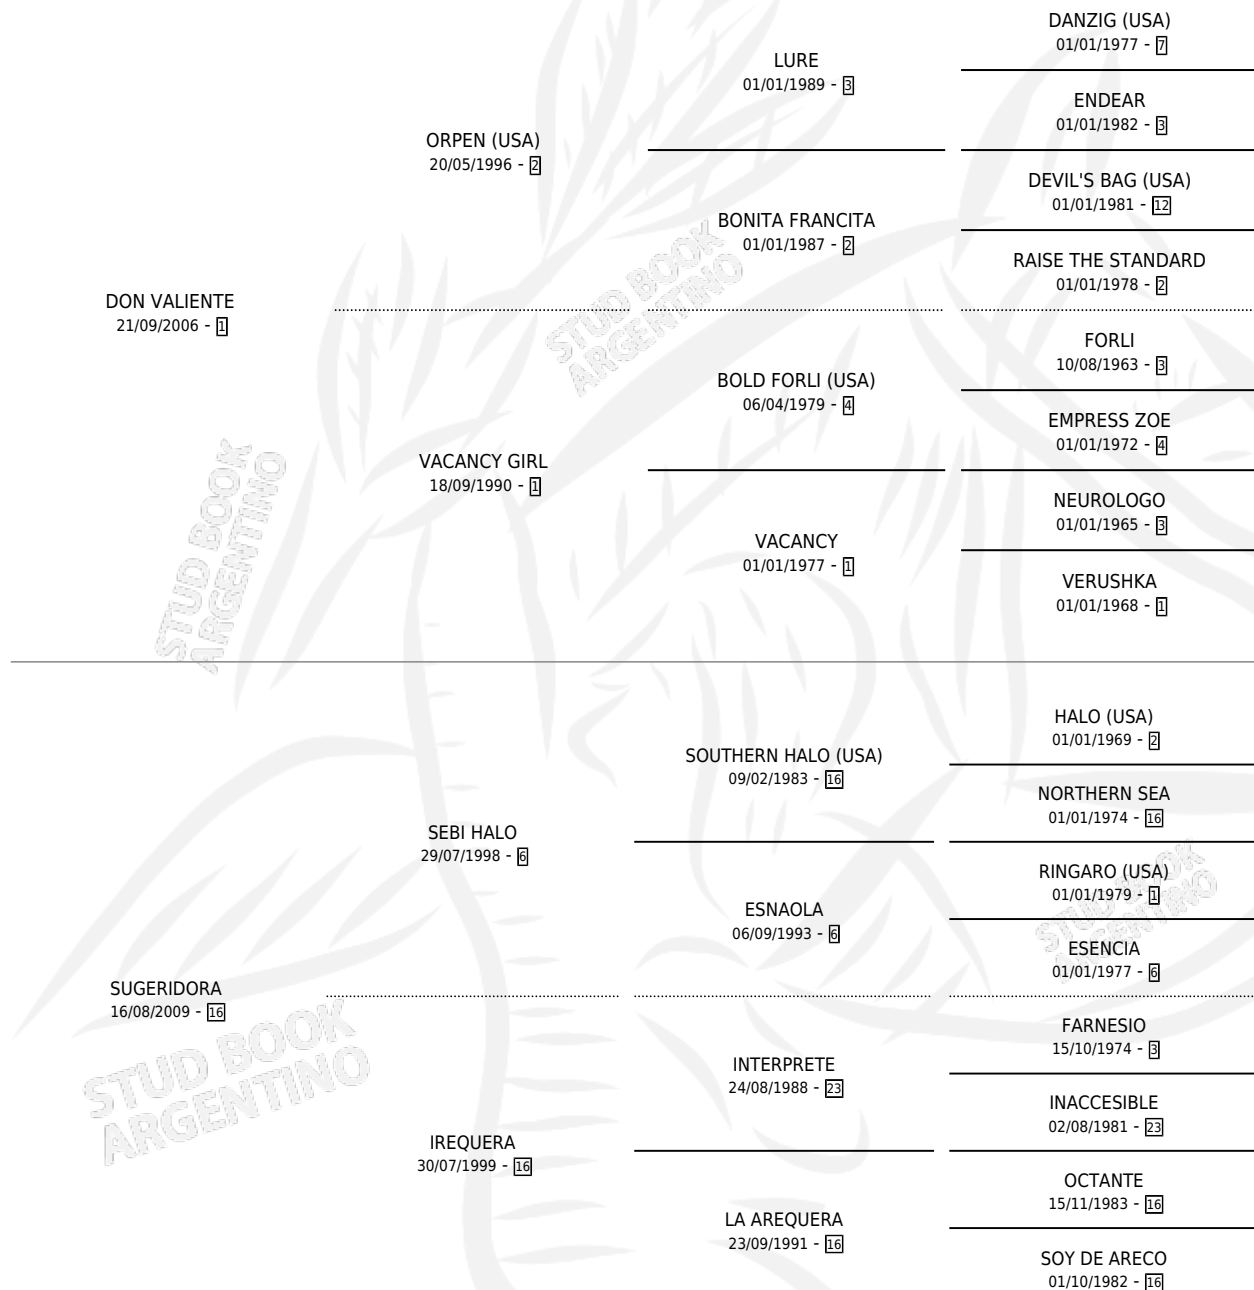 DANZIG (USA)
01/01/1977 - 7
LURE
01/01/1989 - 3
ENDEAR
01/01/1982 - 3
ORPEN (USA)
20/05/1996 - 2
DEVIL'S BAG (USA)
01/01/1981 - 12
BONITA FRANCITA
01/01/1987 - 2
RAISE THE STANDARD
01/01/1978 - 2
DON VALIENTE
21/09/2006 - 1
FORLI
10/08/1963 - 3
BOLD FORLI (USA)
06/04/1979 - 4
EMPRESS ZOE
01/01/1972 - 4
VACANCY GIRL
18/09/1990 - 1
NEUROLOGO
01/01/1965 - 3
VACANCY
01/01/1977 - 1
VERUSHKA
01/01/1968 - 1
HALO (USA)
01/01/1969 - 2
SOUTHERN HALO (USA)
09/02/1983 - 16
NORTHERN SEA
01/01/1974 - 16
SEBI HALO
29/07/1998 - 6
RINGARO (USA)
01/01/1979 - 1
ESNAOLA
06/09/1993 - 6
ESENCIA
01/01/1977 - 6
SUGERIDORA
16/08/2009 - 16
FARNESIO
15/10/1974 - 3
INTERPRETE
24/08/1988 - 23
INACCESIBLE
02/08/1981 - 23
IREQUERA
30/07/1999 - 16
OCTANTE
15/11/1983 - 16
LA AREQUERA
23/09/1991 - 16
SOY DE ARECO
01/10/1982 - 16
STUD BOOK
ARGENTINO
STUD BOOK
ARGENTINO
STUD BOOK
ARGENTINO
STUD BOOK
ARGENTINO